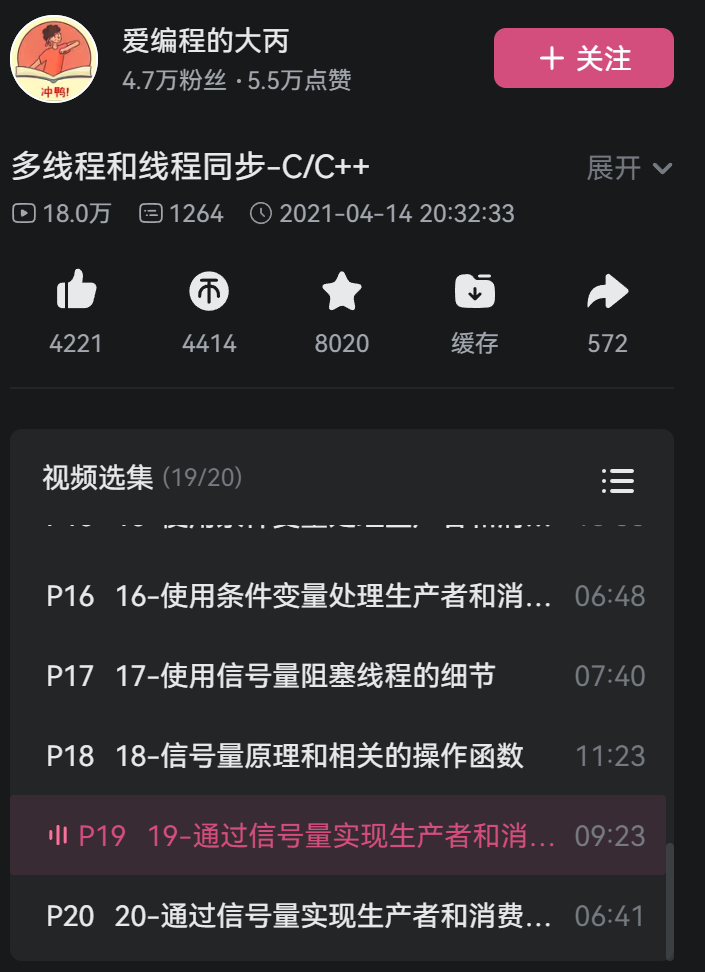 冲鸭!
爱编程的大丙
4.7万粉丝 · 5.5万点赞
关注
多线程和线程同步-C/C++
展开
18.0万 1264 2021-04-14 20:32:33
4221 4414 8020 缓存 572
视频选集 (19/20)
P16 16-使用条件变量处理生产者和消... 06:48
P17 17-使用信号量阻塞线程的细节 07:40
P18 18-信号量原理和相关的操作函数 11:23
P19 19-通过信号量实现生产者和消... 09:23
P20 20-通过信号量实现生产者和消费... 06:41